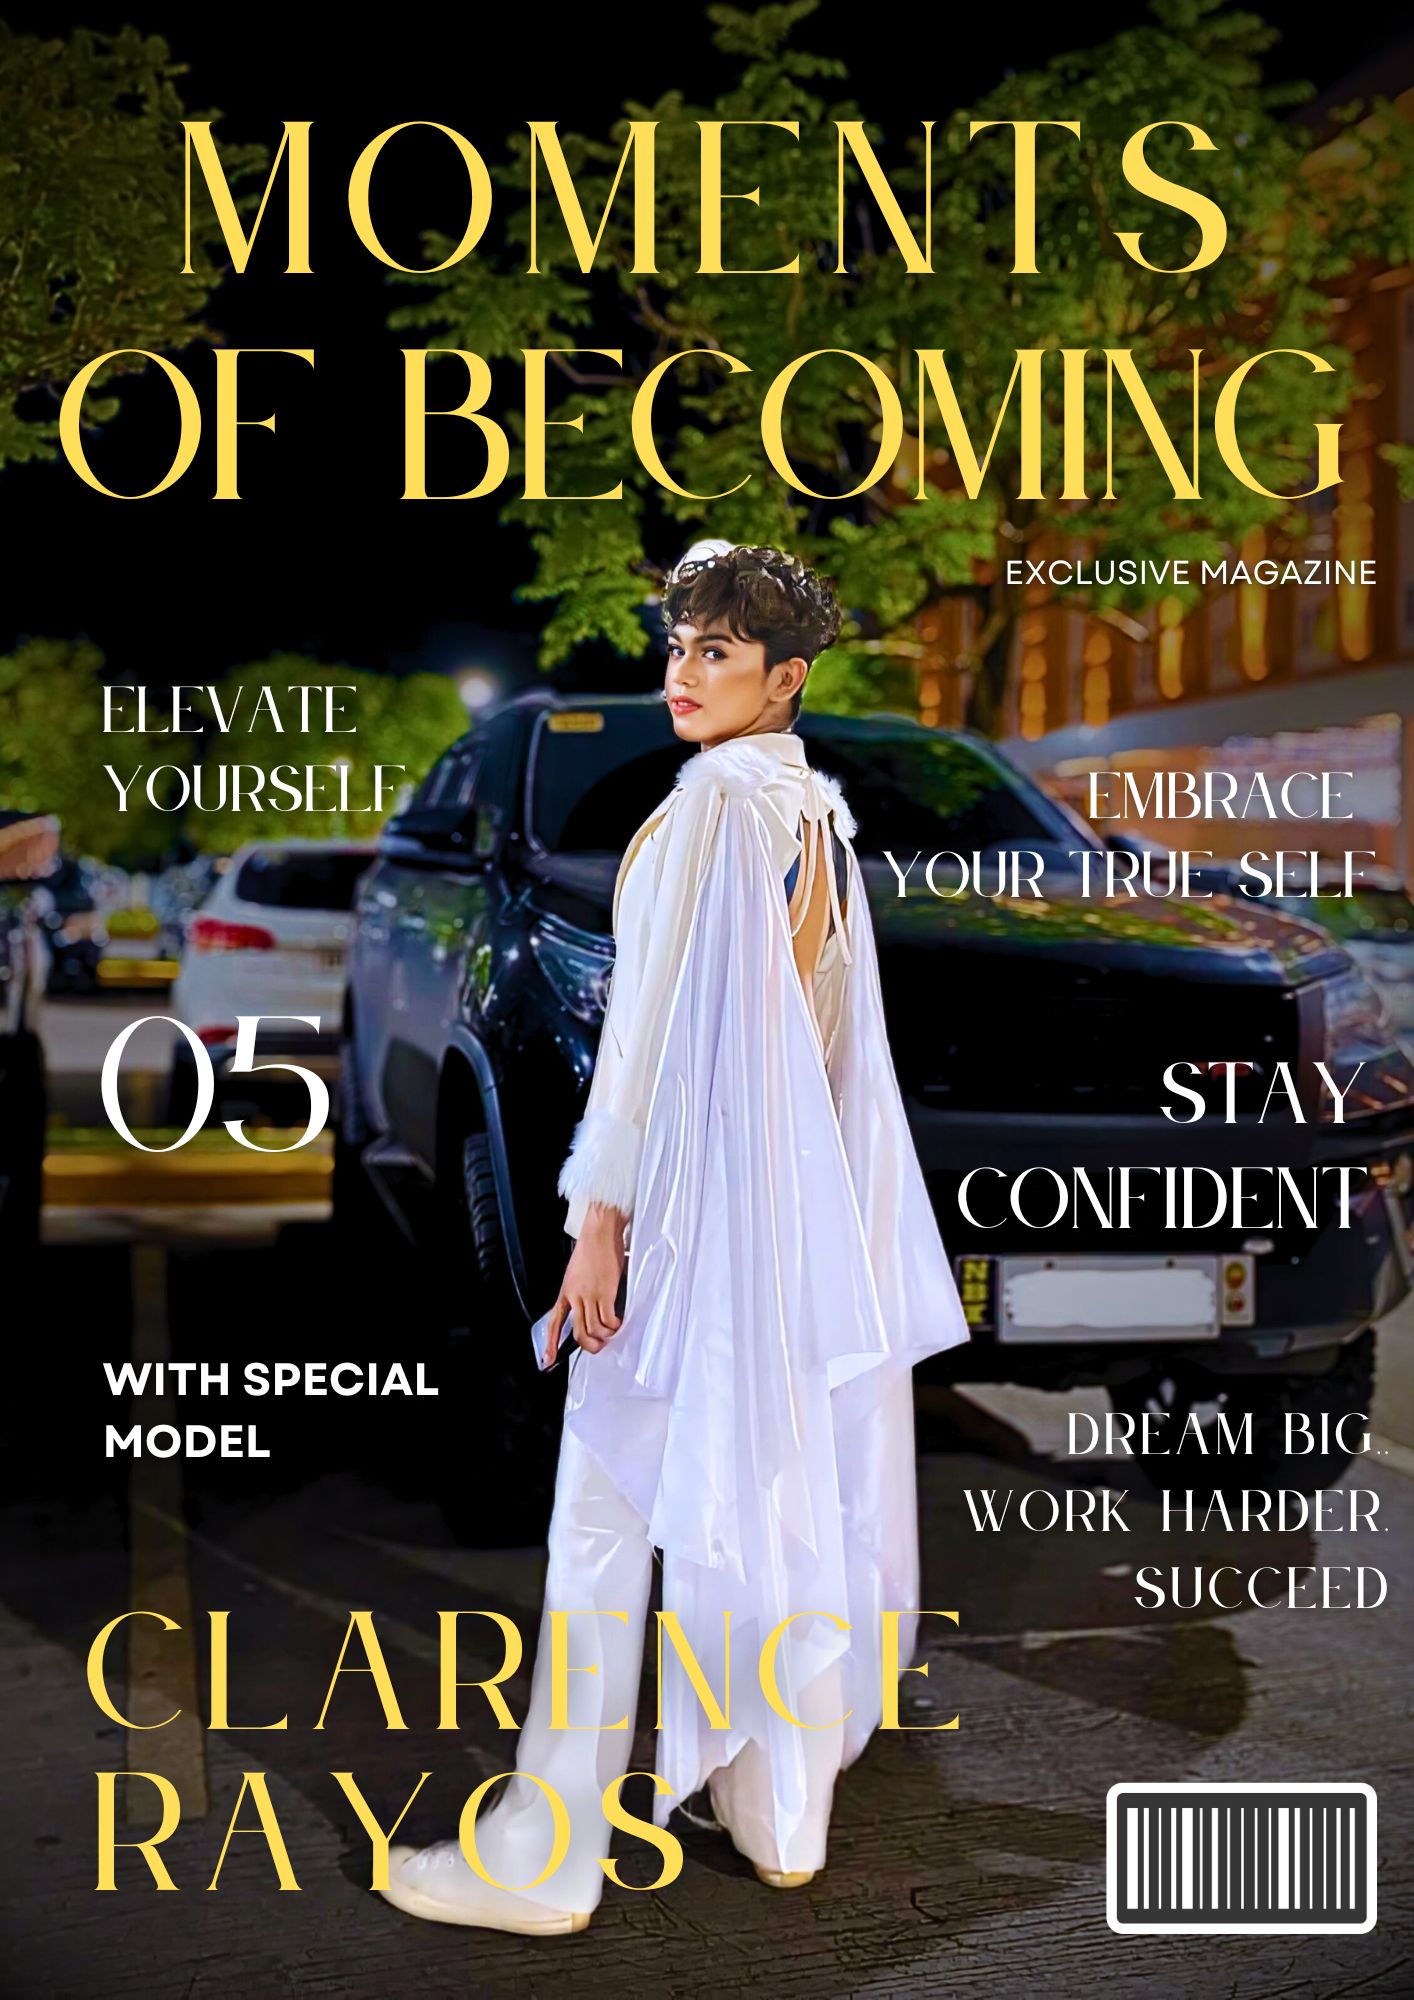 MOMENTS
OF BECOMING
EXCLUSIVE MAGAZINE
ELEVATE
YOURSELF
EMBRACE
YOUR TRUE SELF
05
STAY
CONFIDENT
NBX
WITH SPECIAL
MODEL
DREAM BIG..
WORK HARDER.
SUCCEED
CLARENCE
RAYOS